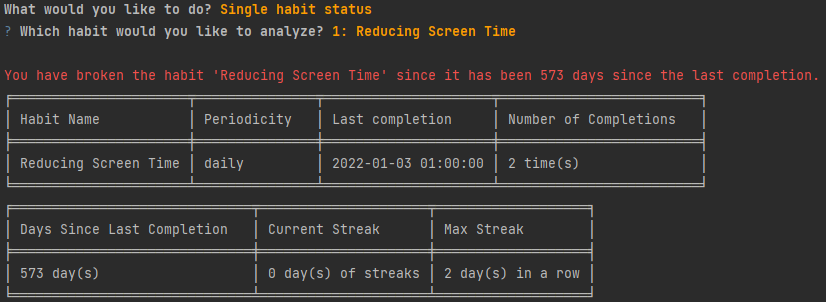 What would you like to do? Single habit status
? Which habit would you like to analyze? 1: Reducing Screen Time
You have broken the habit 'Reducing Screen Time' since it has been 573 days since the last completion.
Habit Name Periodicity Last completion Number of Completions
Reducing Screen Time daily 2022-01-03 01:00:00 2 time(s)
Days Since Last Completion Current Streak Max Streak
573 day(s) 0 day(s) of streaks 2 day(s) in a row